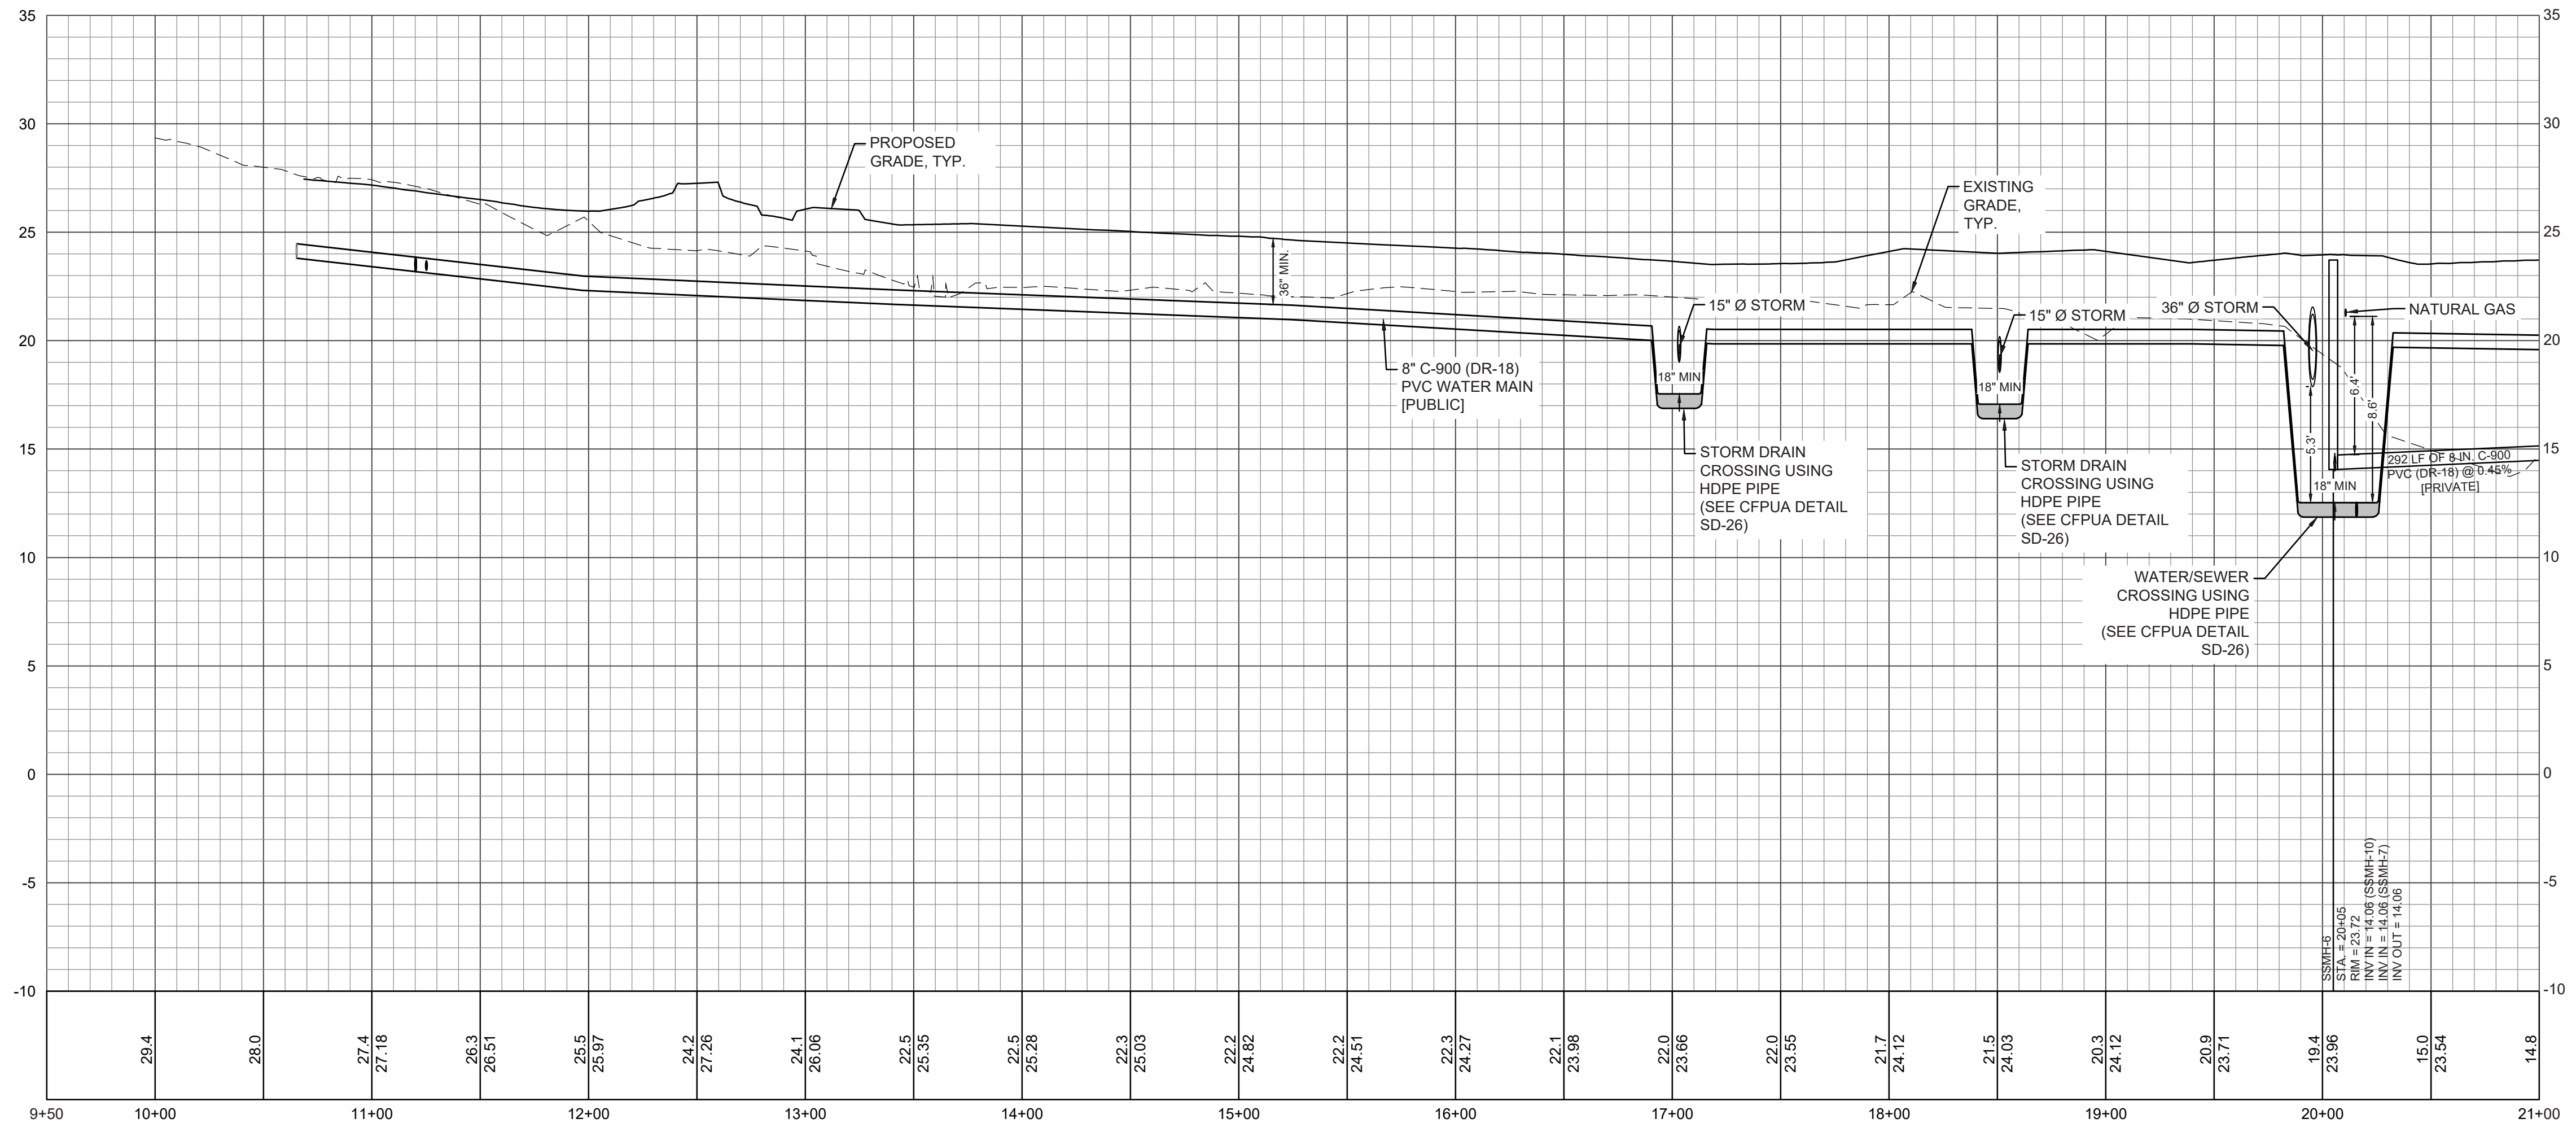 35
35
30
30
25
25
20
20
15
15
10
10
5
5
0
0
-5
-5
-10
-10
PROPOSED
GRADE, TYP.
36" MIN.
8" C-900 (DR-18)
PVC WATER MAIN
[PUBLIC]
15" Ø STORM
18" MIN
STORM DRAIN
CROSSING USING
HDPE PIPE
(SEE CFPUA DETAIL
SD-26)
EXISTING
GRADE,
TYP.
15" Ø STORM
18" MIN
STORM DRAIN
CROSSING USING
HDPE PIPE
(SEE CFPUA DETAIL
SD-26)
36" Ø STORM
NATURAL GAS
5.3'
6.4'
8.6'
18" MIN
292 LF OF 8 IN. C-900
PVC (DR-18) @ 0.45%
[PRIVATE]
WATER/SEWER
CROSSING USING
HDPE PIPE
(SEE CFPUA DETAIL
SD-26)
SSMH-6
STA. = 20+05
RIM = 23.72
INV IN = 14.06 (SSMH-10)
INV IN = 14.06 (SSMH-7)
INV OUT = 14.06
29.4
28.0
27.4
27.18
26.3
26.51
25.5
25.97
24.2
27.26
24.1
26.06
22.5
25.35
22.5
25.28
22.3
25.03
22.2
24.82
22.2
24.51
22.3
24.27
22.1
23.98
22.0
23.66
22.0
23.55
21.7
24.12
21.5
24.03
20.3
24.12
20.9
23.71
19.4
23.96
15.0
23.54
14.8
9+50
10+00
11+00
12+00
13+00
14+00
15+00
16+00
17+00
18+00
19+00
20+00
21+00